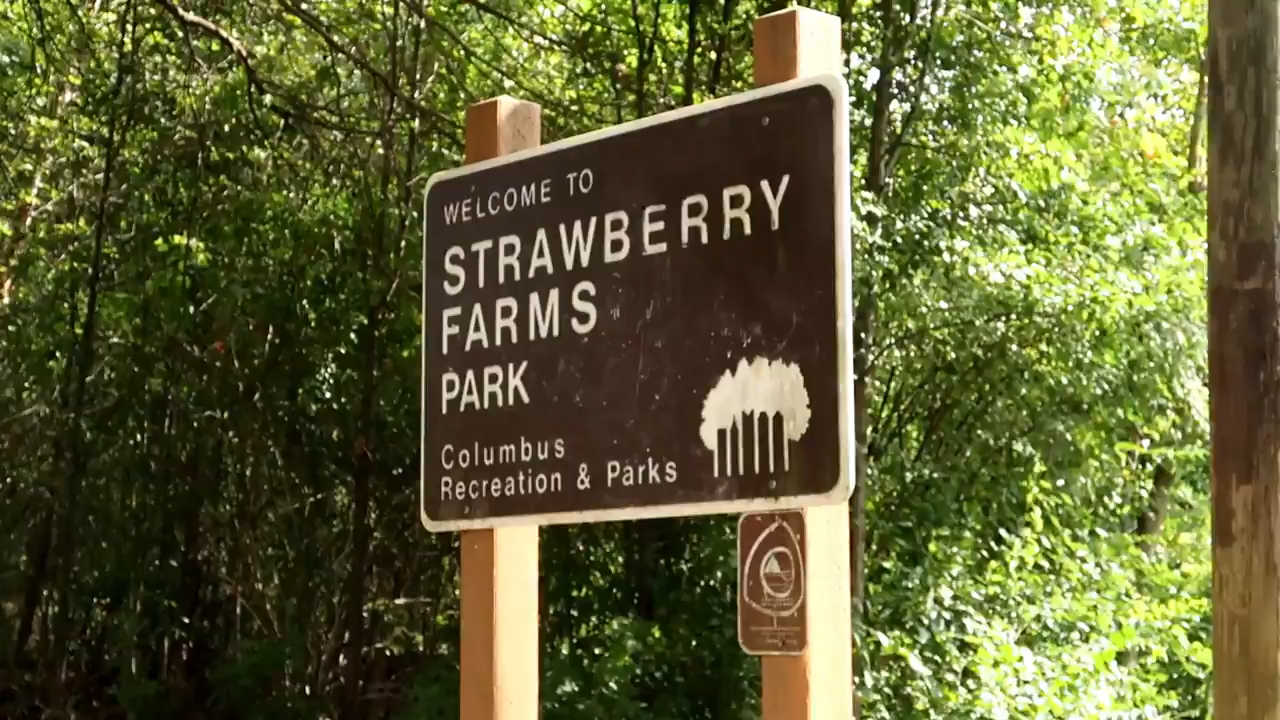 WELCOME TO
STRAWBERRY
FARMS
PARK
Columbus
Recreation & Parks